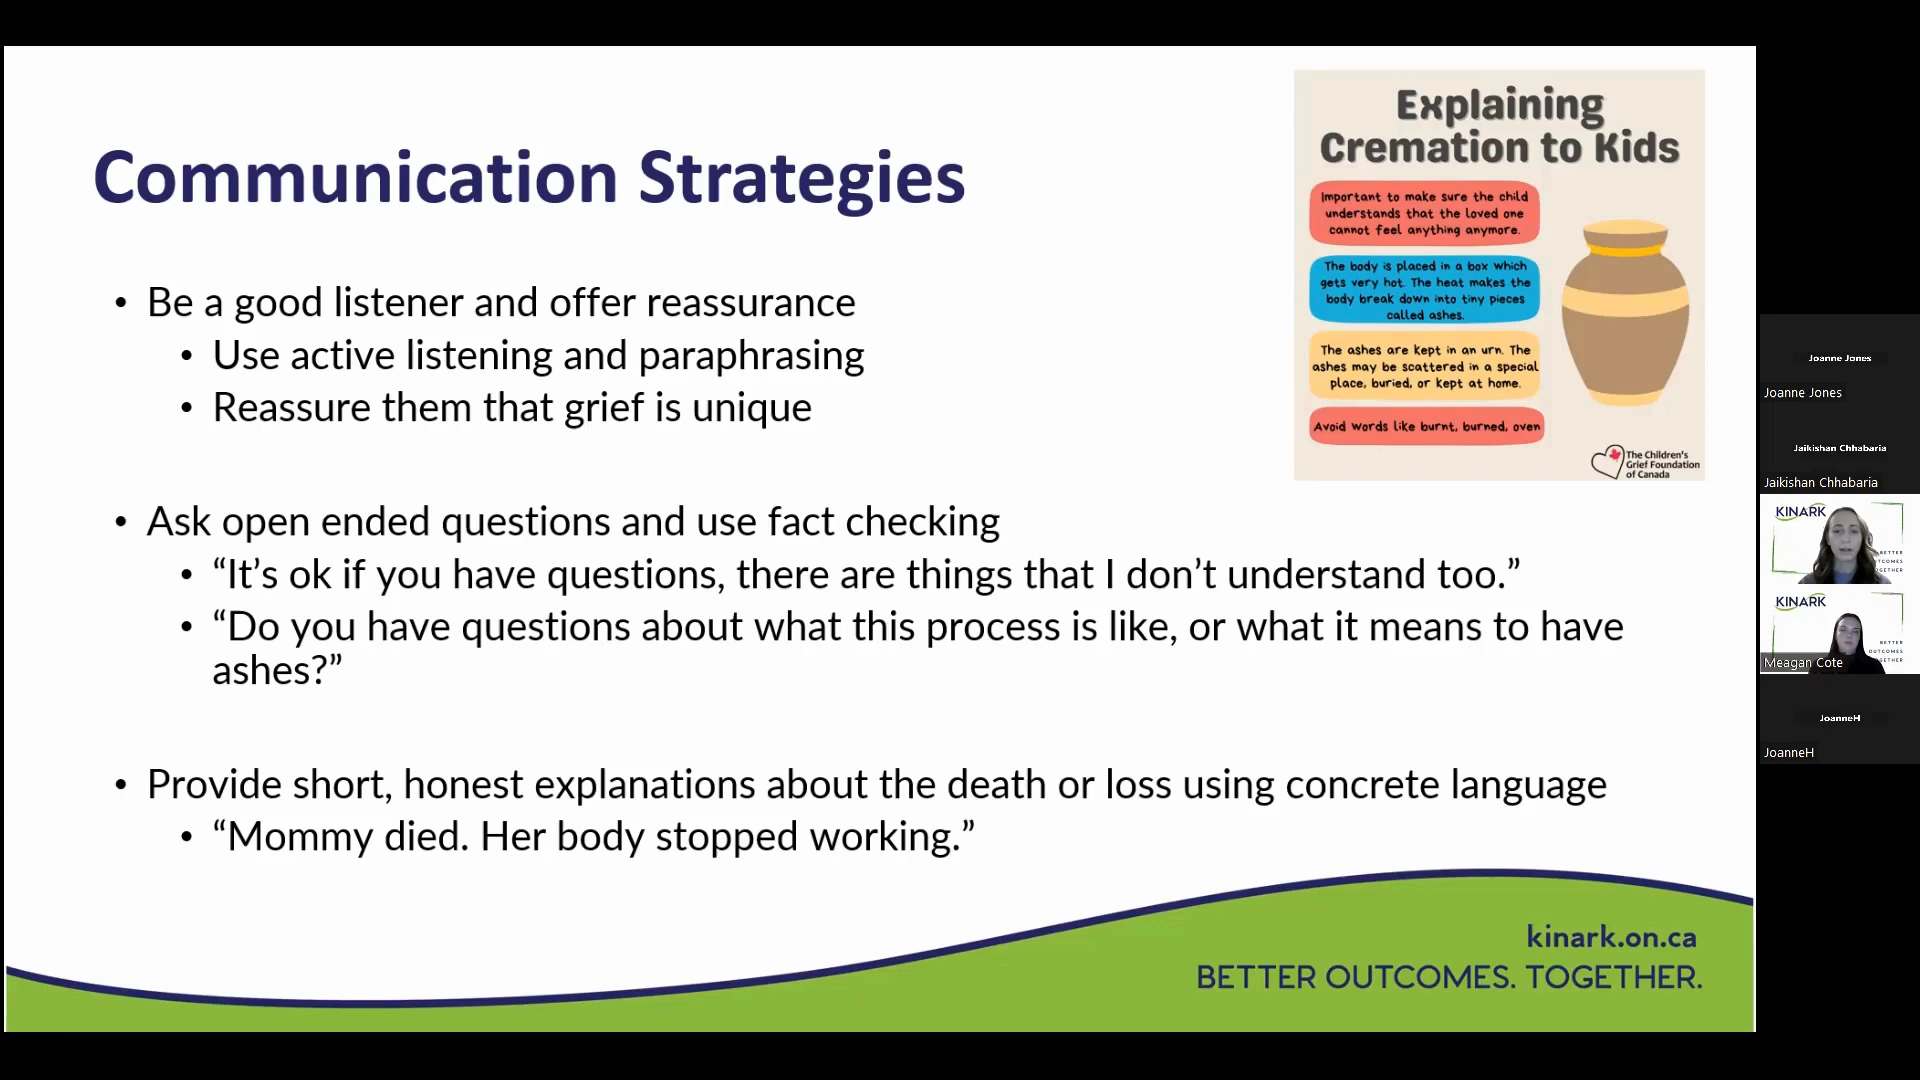 Communication Strategies
• Be a good listener and offer reassurance
• Use active listening and paraphrasing
• Reassure them that grief is unique
• Ask open ended questions and use fact checking
• “It’s ok if you have questions, there are things that I don’t understand too.”
• “Do you have questions about what this process is like, or what it means to have
ashes?”
• Provide short, honest explanations about the death or loss using concrete language
• “Mommy died. Her body stopped working.”
Explaining
Cremation to Kids
Important to make sure the child
understands that the loved one
cannot feel anything anymore.
The body is placed in a box which
gets very hot. The heat makes the
body break down into tiny pieces
called ashes.
The ashes are kept in an urn. The
ashes may be scattered in a special
place, buried, or kept at home.
Avoid words like burnt, burned, oven
The Children's
Grief Foundation
of Canada
kinark.on.ca
BETTER OUTCOMES. TOGETHER.
Joanne Jones
Joanne Jones
Jaikishan Chhabaria
Jaikishan Chhabaria
KINARK
BETTER
OUTCOMES
TOGETHER
KINARK
BETTER
OUTCOMES
TOGETHER
Meagan Cote
JoanneH
JoanneH